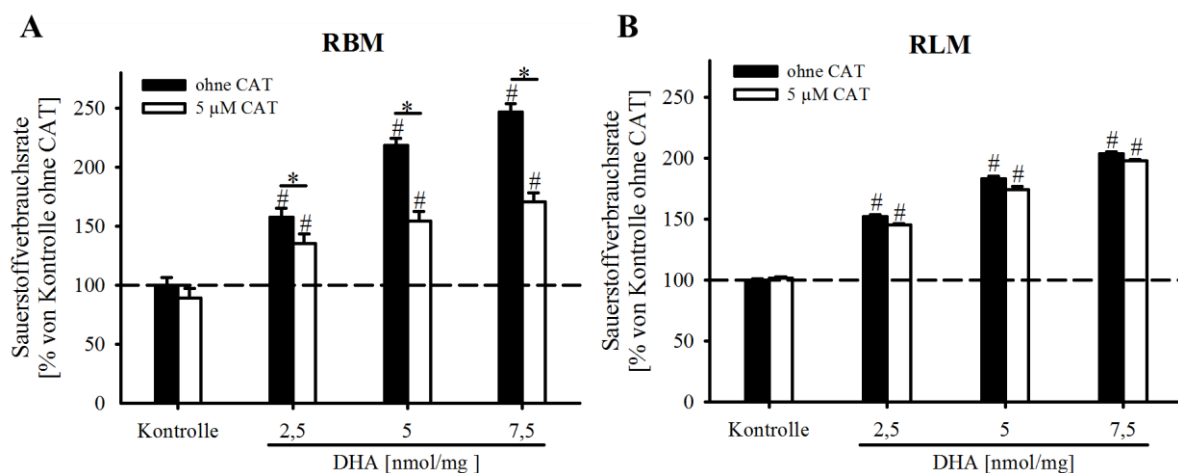 A
RBM
ohne CAT
5 µM CAT
Sauerstoffverbrauchsrate
[% von Kontrolle ohne CAT]
250
200
150
100
50
0
# * #
# * #
# * #
Kontrolle 2,5 5 7,5
DHA [nmol/mg ]
B
RLM
ohne CAT
5 µM CAT
Sauerstoffverbrauchsrate
[% von Kontrolle ohne CAT]
250
200
150
100
50
0
# #
# #
# #
Kontrolle 2,5 5 7,5
DHA [nmol/mg]